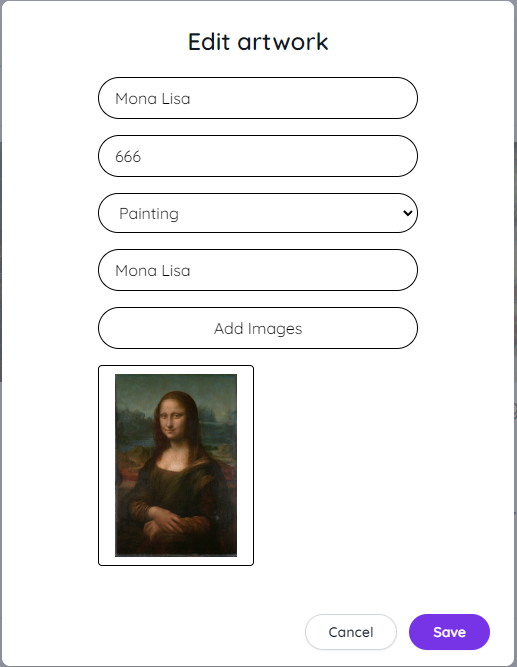 Edit artwork
Mona Lisa
666
Painting
Mona Lisa
Add Images
Cancel
Save